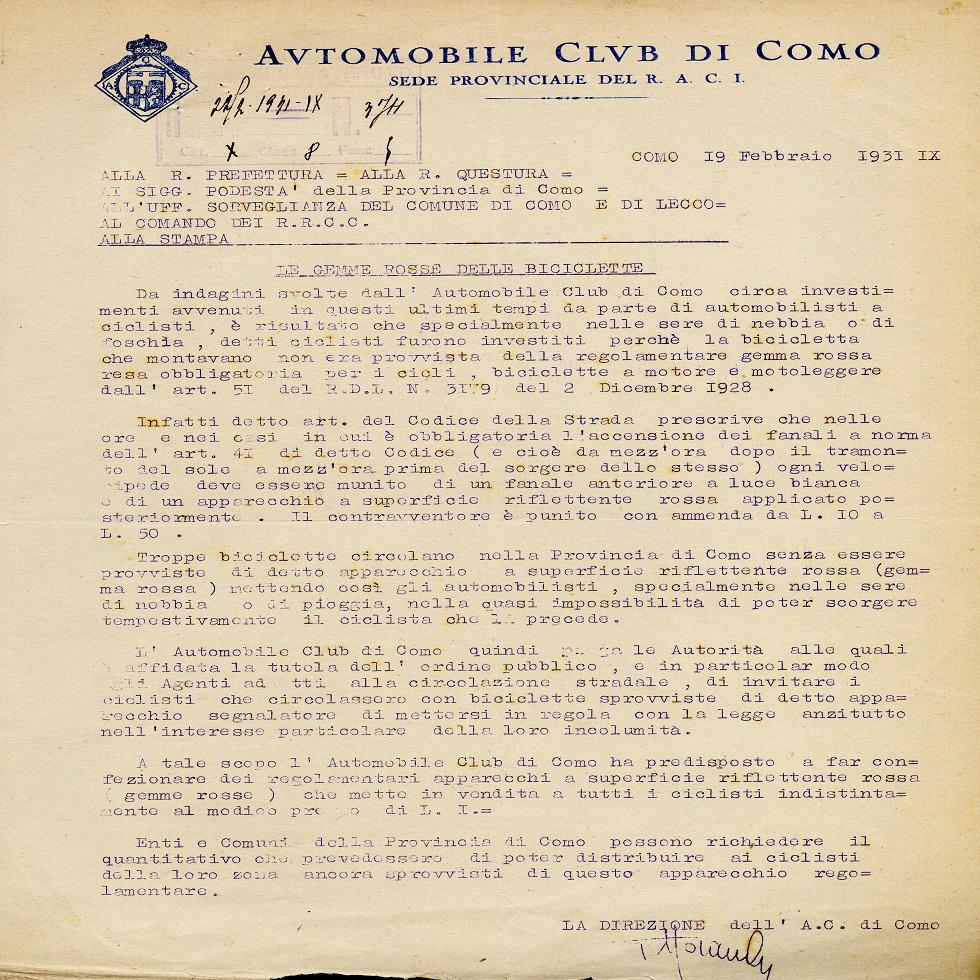 AVTOMOBILE CLVB DI COMO
SEDE PROVINCIALE DEL R. A. C. I.
22/2-1931-IX 3711
Cat. X Classe 8 Fasc.
COMO 19 Febbraio 1931 IX
ALLA R. PREFETTURA = ALLA R. QUESTURA =
AI SIGG. PODESTA' della Provincia di Como =
ALL'UFF. SORVEGLIANZA DEL COMUNE DI COMO E DI LECCO=
AL COMANDO DEI R.R.C.C.
ALLA STAMPA
LE GEMME ROSSE DELLE BICICLETTE
Da indagini svolte dall' Automobile Club di Como circa investi=
menti avvenuti in questi ultimi tempi da parte di automobilisti a
ciclisti , è risultato che specialmente nelle sere di nebbia o di
foschia , detti ciclisti furono investiti perchè la bicicletta
che montavano non era provvista della regolamentare gemma rossa
resa obbligatoria per i cicli , biciclette a motore e motoleggere
dall' art. 51 del R.D.L. N. 3179 del 2 Dicembre 1928 .
Infatti detto art. del Codice della Strada prescrive che nelle
ore e nei casi in cui è obbligatoria l'accensione dei fanali a norma
dell' art. 41 di detto Codice ( e cioè da mezz'ora dopo il tramon=
to del sole a mezz'ora prima del sorgere dello stesso ) ogni velo=
cipede deve essere munito di un fanale anteriore a luce bianca
e di un apparecchio a superficie riflettente rossa applicato po=
steriormente . Il contravventore è punito con ammenda da L. 10 a
L. 50 .
Troppe biciclette circolano nella Provincia di Como senza essere
provviste di detto apparecchio a superficie riflettente rossa (gem=
ma rossa ) mettendo così gli automobilisti , specialmente nelle sere
di nebbia o di pioggia, nella quasi impossibilità di poter scorgere
tempestivamente il ciclista che li precede.
L' Automobile Club di Como quindi prega le Autorità alle quali
è affidata la tutela dell' ordine pubblico , e in particolar modo
gli Agenti addetti alla circolazione stradale , di invitare i
ciclisti che circolassero con biciclette sprovviste di detto appa=
recchio segnalatore di mettersi in regola con la legge anzitutto
nell'interesse particolare della loro incolumità.
A tale scopo l' Automobile Club di Como ha predisposto a far con=
fezionare dei regolamentari apparecchi a superficie riflettente rossa
( gemme rosse ) che mette in vendita a tutti i ciclisti indistinta=
mente al modico prezzo di L. 1.=
Enti e Comuni della Provincia di Como possono richiedere il
quantitativo che prevedessero di poter distribuire ai ciclisti
della loro zona ancora sprovvisti di questo apparecchio rego=
lamentare.
LA DIREZIONE dell' A.C. di Como